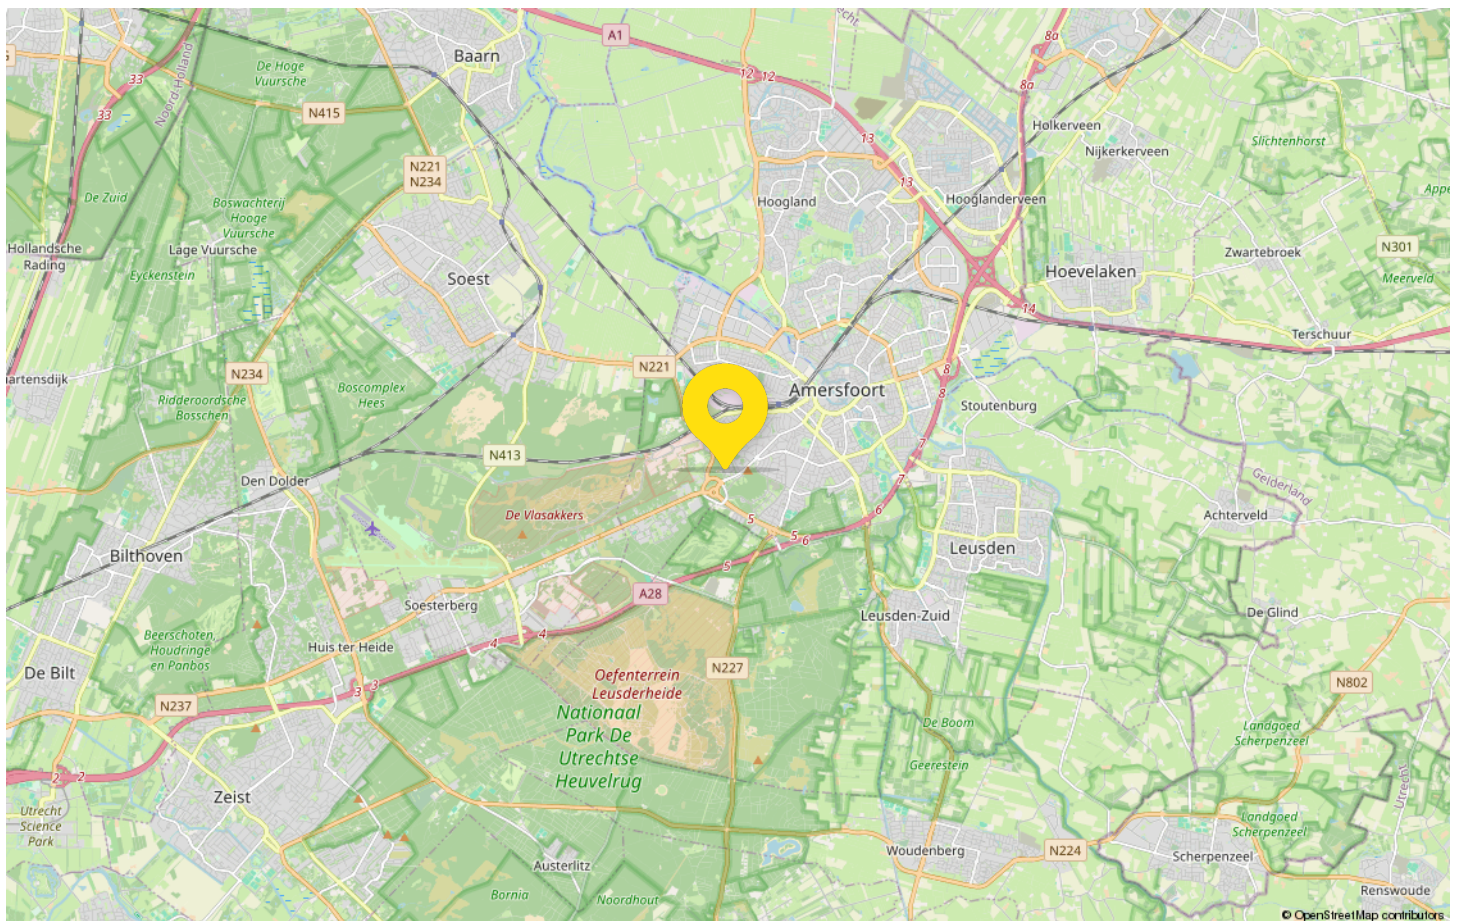 A1
8a
Baarn
De Hoge
Vuursche
12
12
33
8a
Noord-Holland
N415
33
13
Holkerveen
Slichtenhorst
Nijkerkerveen
N221
N234
13
De Zuid
Boswachterij
Hooge
Vuursche
Hoogland
Hooglanderveen
Hollandsche
Rading
Lage Vuursche
N301
Zwartebroek
Eyckenstein
Soest
Hoevelaken
Meerveld
14
Terschuur
N221
N234
8
artensdijk
Boscomplex
Hees
Ridderoordsche
Bosschen
Amersfoort
8
Stoutenburg
7
N413
Den Dolder
7
Gelderland
De Vlasakkers
5
6
Achterveld
5
6
Bilthoven
Leusden
5
A28
Soesterberg
Leusden-Zuid
De Glind
4
4
Beerschoten,
Houdringe
en Panbos
Huis ter Heide
De Bilt
Oefenterrein
Leusderheide
N227
N802
3
3
N237
Nationaal
Park De
Utrechtse
Heuvelrug
De Boom
Landgoed
Scherpenzeel
Geerestein
2
2
Zeist
Utrecht
Utrecht
Science
Park
Landgoed
Scherpenzeel
Woudenberg
N224
Scherpenzeel
Austerlitz
Bornia
Noordhout
Renswoude
© OpenStreetMap contributors